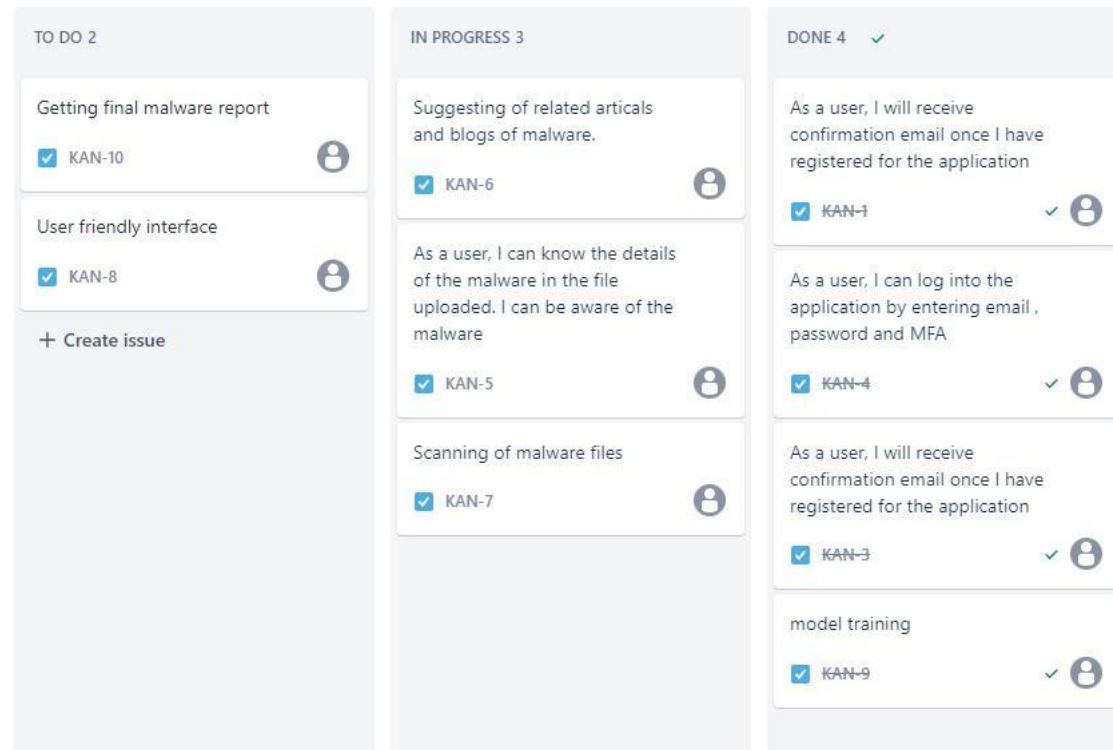 TO DO 2
Getting final malware report
KAN-10
User friendly interface
KAN-8
+ Create issue
IN PROGRESS 3
Suggesting of related articals
and blogs of malware.
KAN-6
As a user, I can know the details
of the malware in the file
uploaded. I can be aware of the
malware
KAN-5
Scanning of malware files
KAN-7
DONE 4
As a user, I will receive
confirmation email once I have
registered for the application
KAN-1
As a user, I can log into the
application by entering email ,
password and MFA
KAN-4
As a user, I will receive
confirmation email once I have
registered for the application
KAN-3
model training
KAN-9